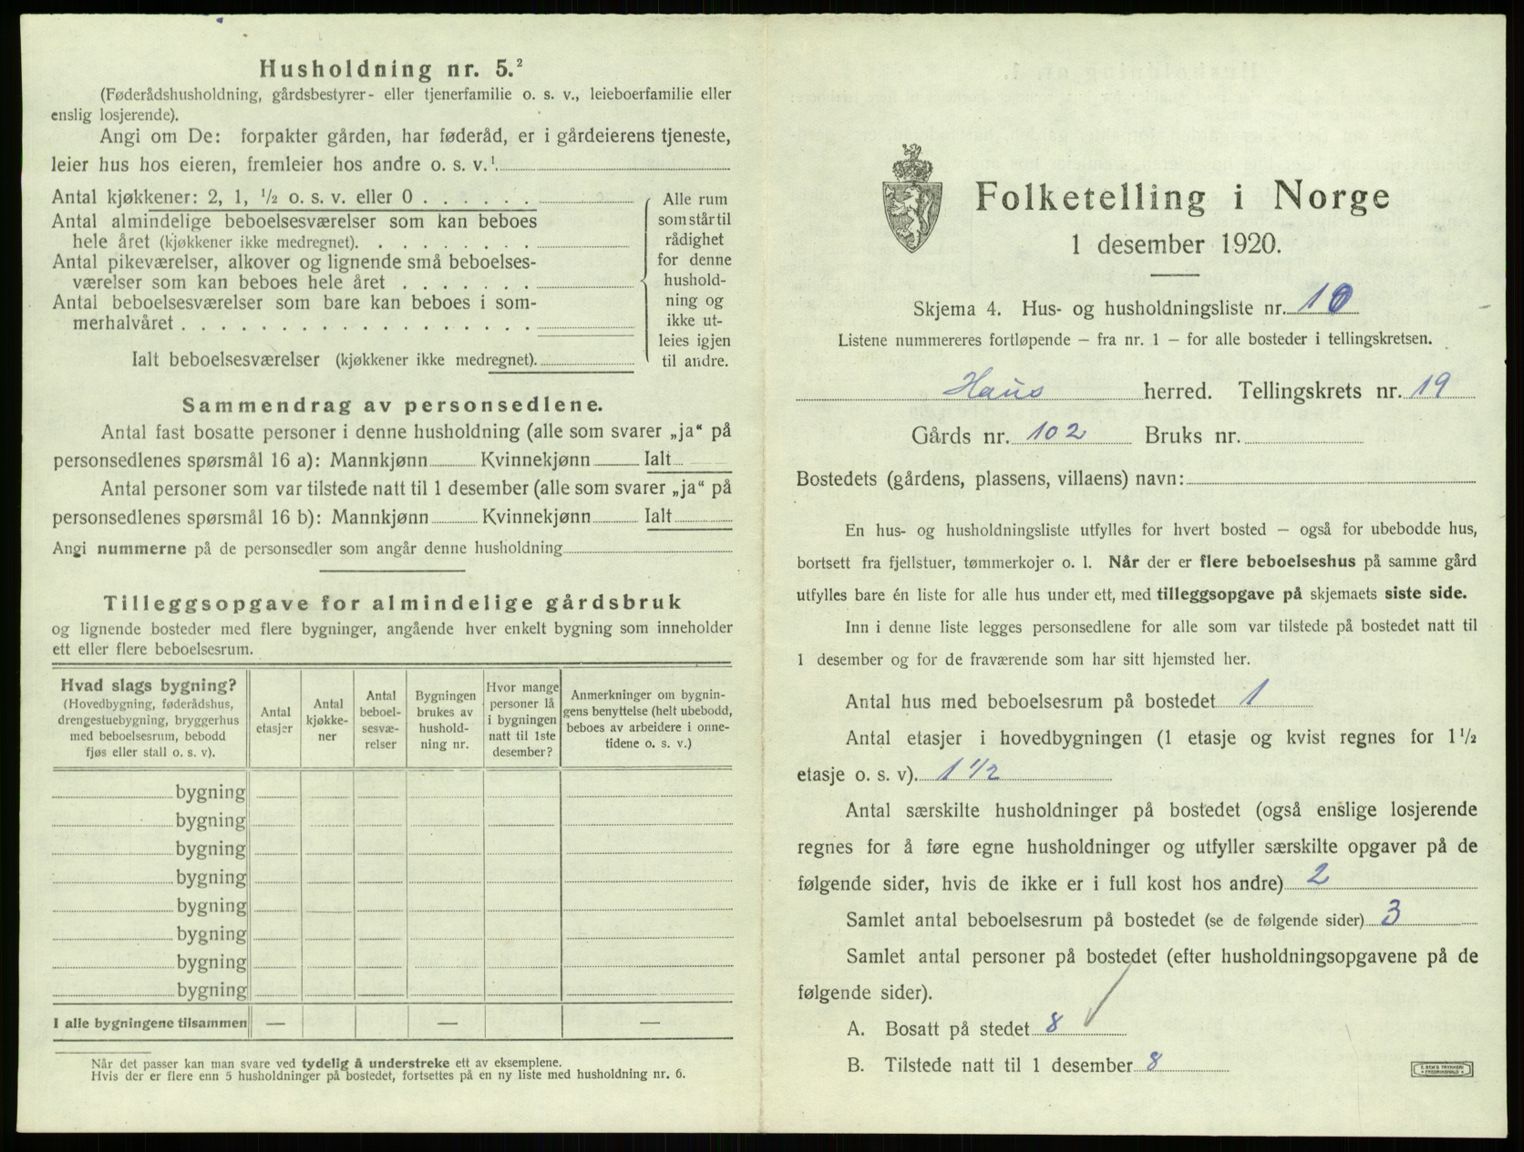 Husholdning nr. 5.²
(Føderådshusholdning, gårdsbestyrer- eller tjenerfamilie o. s. v., leieboerfamilie eller
enslig losjerende).
Angi om De: forpakter gården, har føderåd, er i gårdeierens tjeneste,
leier hus hos eieren, fremleier hos andre o. s. v.¹
Antal kjøkkener: 2, 1, ½ o. s. v. eller 0 . . . . . .
Antal almindelige beboelsesværelser som kan beboes
hele året (kjøkkener ikke medregnet). . . . . . . . .
Antal pikeværelser, alkover og lignende små beboelses-
værelser som kan beboes hele året . . . . . . .
Antal beboelsesværelser som bare kan beboes i som-
merhalvåret . . . . . . . . . . . . . . . . . .
Ialt beboelsesværelser (kjøkkener ikke medregnet).
Alle rum
som står til
rådighet
for denne
hushold-
ning og
ikke ut-
leies igjen
til andre.
Sammendrag av personsedlene.
Antal fast bosatte personer i denne husholdning (alle som svarer „ja“ på
personsedlenes spørsmål 16 a): Mannkjønn Kvinnekjønn Ialt
Antal personer som var tilstede natt til 1 desember (alle som svarer „ja“ på
personsedlenes spørsmål 16 b): Mannkjønn Kvinnekjønn Ialt
Angi nummerne på de personsedler som angår denne husholdning
Tilleggsopgave for almindelige gårdsbruk
og lignende bosteder med flere bygninger, angående hver enkelt bygning som inneholder
ett eller flere beboelsesrum.
Hvad slags bygning?
(Hovedbygning, føderådshus,
drengestuebygning, bryggerhus
med beboelsesrum, bebodd
fjøs eller stall o. s. v).
Antal
etasjer
Antal
kjøkke-
ner
Antal
beboel-
sesvæ-
relser
Bygningen
brukes av
hushold-
ning nr.
Hvor mange
personer lå
i bygningen
natt til 1ste
desember?
Anmerkninger om bygnin-
gens benyttelse (helt ubebodd,
beboes av arbeidere i onne-
tidene o. s. v.)
bygning
bygning
bygning
bygning
bygning
bygning
bygning
bygning
I alle bygningene tilsammen — — —
Når det passer kan man svare ved tydelig å understreke ett av eksemplene.
Hvis der er flere enn 5 husholdninger på bostedet, fortsettes på en ny liste med husholdning nr. 6.
Folketelling i Norge
1 desember 1920.
Skjema 4. Hus- og husholdningsliste nr. 10
Listene nummereres fortløpende – fra nr. 1 – for alle bosteder i tellingskretsen.
Haus herred. Tellingskrets nr. 19
Gårds nr. 102 Bruks nr.
Bostedets (gårdens, plassens, villaens) navn:
En hus- og husholdningsliste utfylles for hvert bosted – også for ubebodde hus,
bortsett fra fjellstuer, tømmerkojer o. l. Når der er flere beboelseshus på samme gård
utfylles bare én liste for alle hus under ett, med tilleggsopgave på skjemaets siste side.
Inn i denne liste legges personsedlene for alle som var tilstede på bostedet natt til
1 desember og for de fraværende som har sitt hjemsted her.
Antal hus med beboelsesrum på bostedet 1
Antal etasjer i hovedbygningen (1 etasje og kvist regnes for 1½
etasje o. s. v). 1 1/2
Antal særskilte husholdninger på bostedet (også enslige losjerende
regnes for å føre egne husholdninger og utfyller særskilte opgaver på de
følgende sider, hvis de ikke er i full kost hos andre) 2
Samlet antal beboelsesrum på bostedet (se de følgende sider) 3
Samlet antal personer på bostedet (efter husholdningsopgavene på de
følgende sider).
A. Bosatt på stedet 8
B. Tilstede natt til 1 desember 8